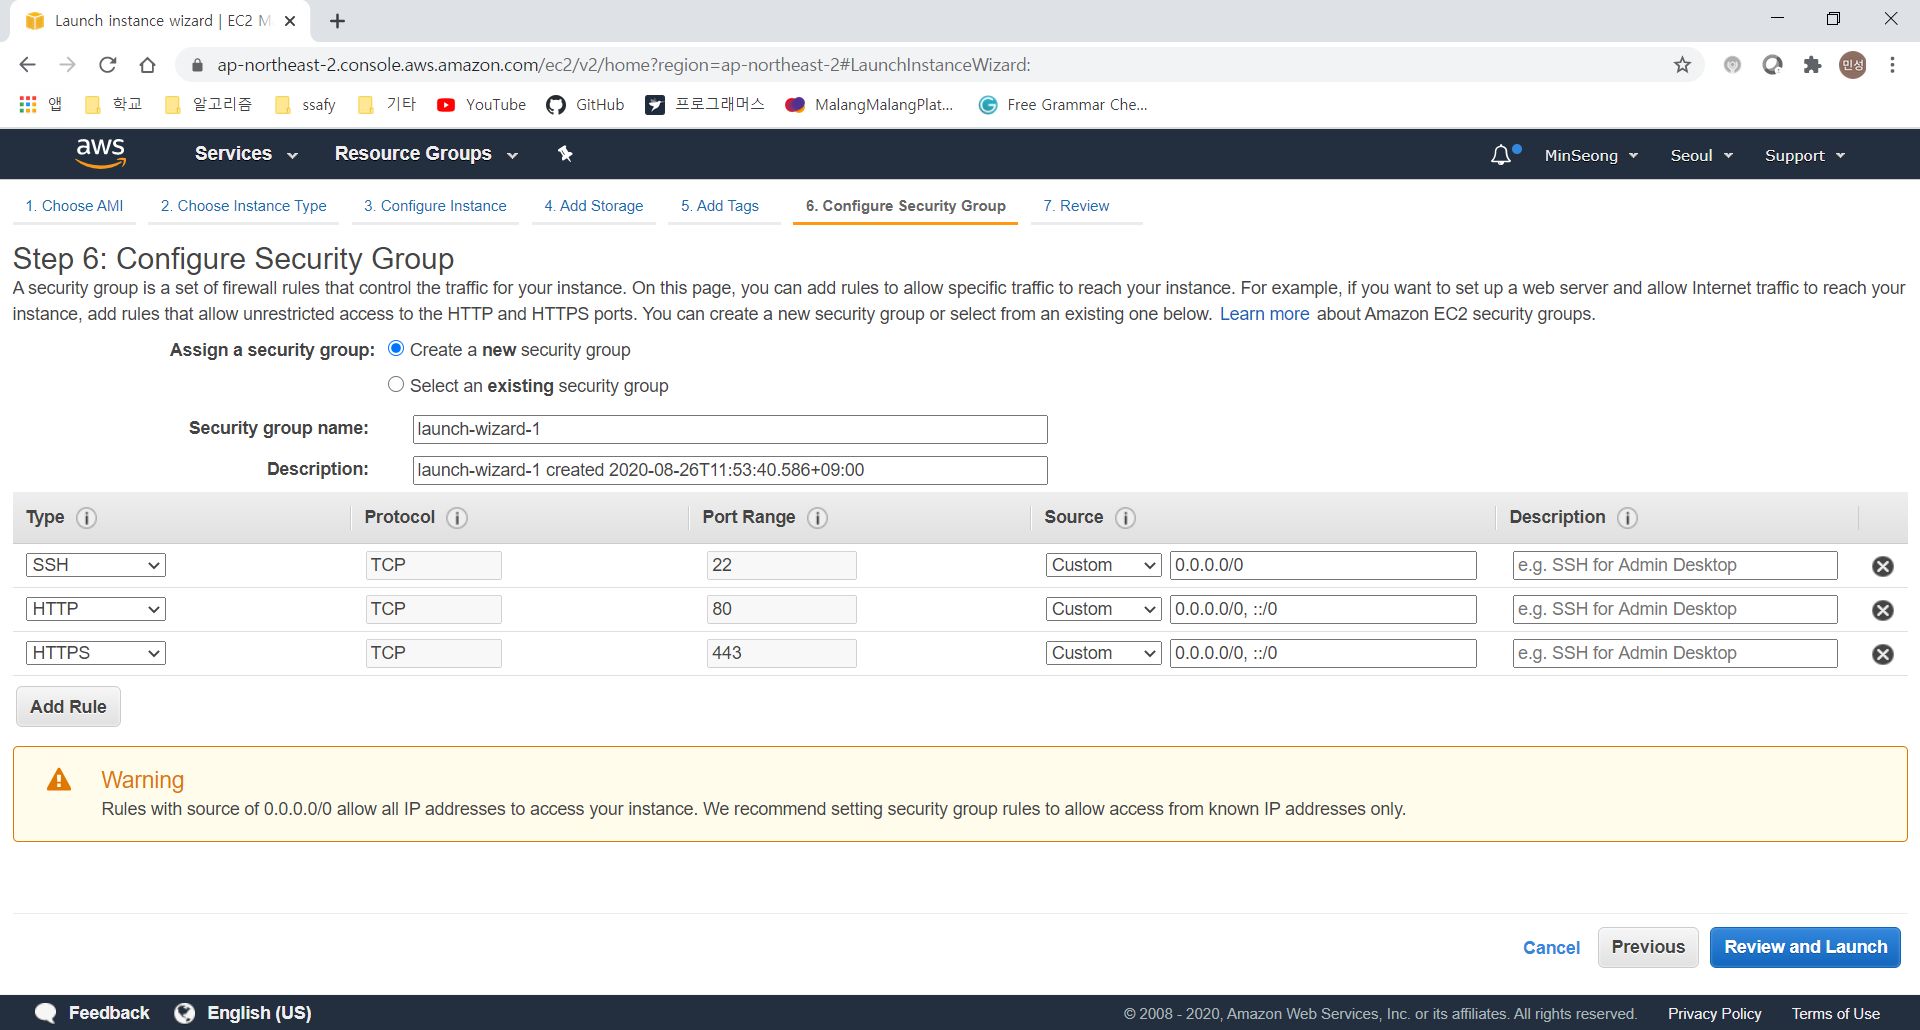 Launch instance wizard | EC2 M
ap-northeast-2.console.aws.amazon.com/ec2/v2/home?region=ap-northeast-2#LaunchInstanceWizard:
민성
앱 학교 알고리즘 ssafy 기타 YouTube GitHub 프로그래머스 MalangMalangPlat... Free Grammar Che...
aws Services Resource Groups MinSeong Seoul Support
1. Choose AMI 2. Choose Instance Type 3. Configure Instance 4. Add Storage 5. Add Tags 6. Configure Security Group 7. Review
Step 6: Configure Security Group
A security group is a set of firewall rules that control the traffic for your instance. On this page, you can add rules to allow specific traffic to reach your instance. For example, if you want to set up a web server and allow Internet traffic to reach your
instance, add rules that allow unrestricted access to the HTTP and HTTPS ports. You can create a new security group or select from an existing one below. Learn more about Amazon EC2 security groups.
Assign a security group: Create a new security group
Select an existing security group
Security group name: launch-wizard-1
Description: launch-wizard-1 created 2020-08-26T11:53:40.586+09:00
Type Protocol Port Range Source Description
SSH TCP 22 Custom 0.0.0.0/0 e.g. SSH for Admin Desktop
HTTP TCP 80 Custom 0.0.0.0/0, ::/0 e.g. SSH for Admin Desktop
HTTPS TCP 443 Custom 0.0.0.0/0, ::/0 e.g. SSH for Admin Desktop
Add Rule
Warning
Rules with source of 0.0.0.0/0 allow all IP addresses to access your instance. We recommend setting security group rules to allow access from known IP addresses only.
Cancel Previous Review and Launch
Feedback English (US) © 2008 - 2020, Amazon Web Services, Inc. or its affiliates. All rights reserved. Privacy Policy Terms of Use